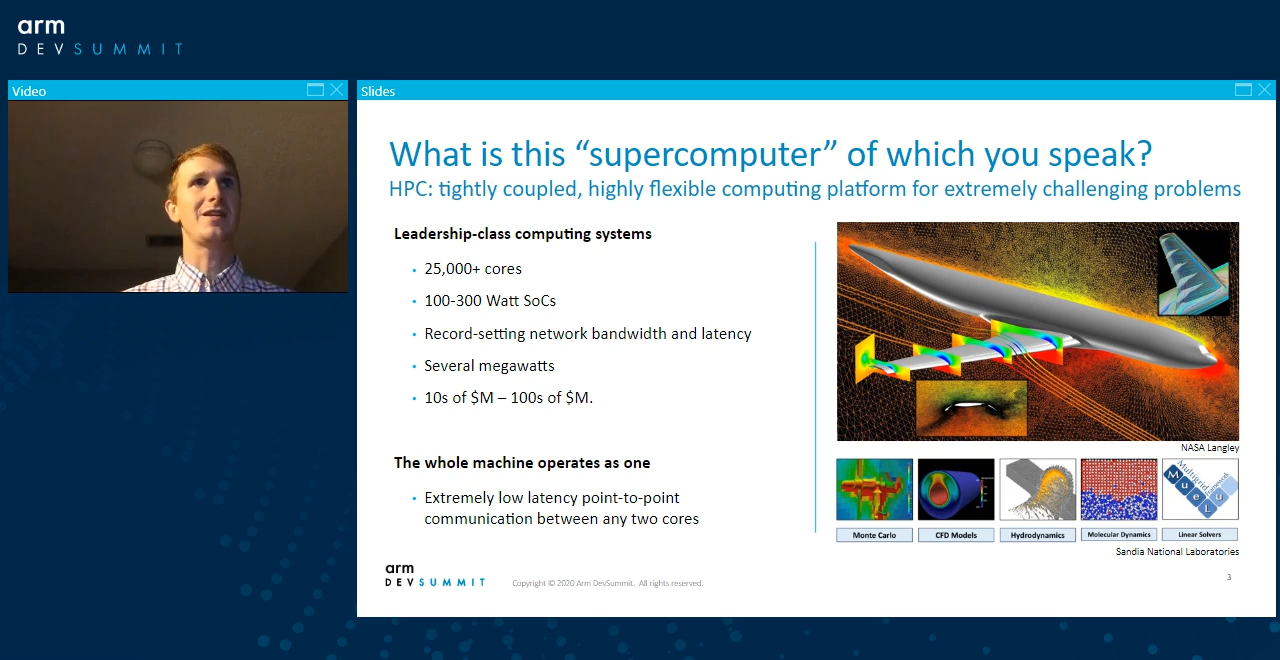 arm
DEVSUMMIT
Video
Slides
What is this “supercomputer” of which you speak?
HPC: tightly coupled, highly flexible computing platform for extremely challenging problems
Leadership-class computing systems
• 25,000+ cores
• 100-300 Watt SoCs
• Record-setting network bandwidth and latency
• Several megawatts
• 10s of $M – 100s of $M.
The whole machine operates as one
• Extremely low latency point-to-point
communication between any two cores
NASA Langley
Multigrid
MueLu
Monte Carlo
CFD Models
Hydrodynamics
Molecular Dynamics
Linear Solvers
Sandia National Laboratories
arm
DEVSUMMIT
Copyright © 2020 Arm DevSummit. All rights reserved.
3